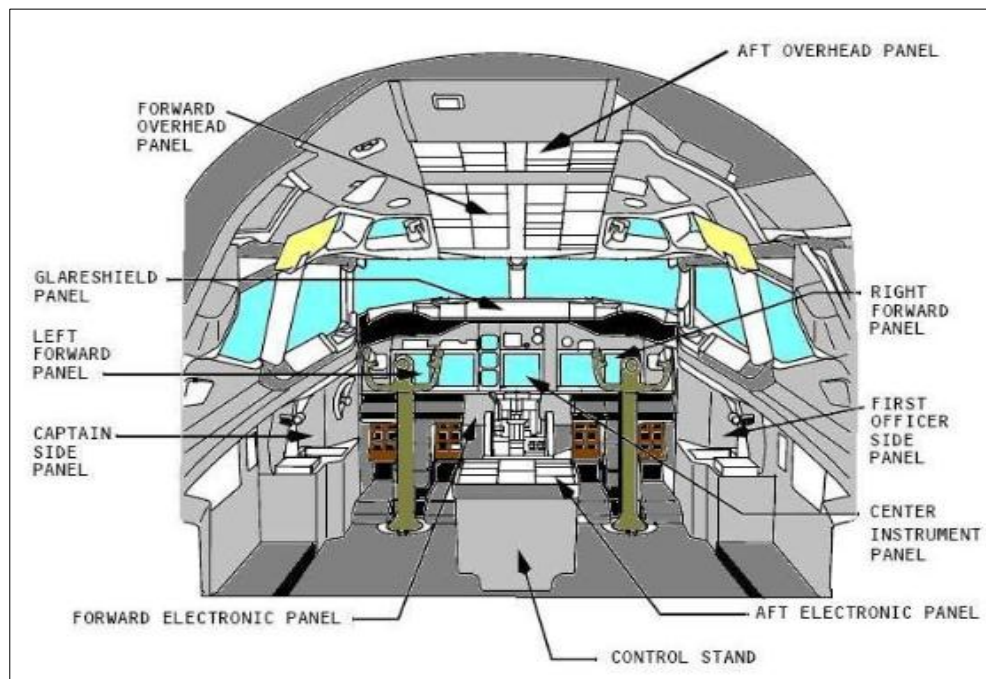 AFT OVERHEAD PANEL
FORWARD
OVERHEAD
PANEL
GLARESHIELD
PANEL
RIGHT
FORWARD
PANEL
LEFT
FORWARD
PANEL
CAPTAIN
SIDE
PANEL
FIRST
OFFICER
SIDE
PANEL
CENTER
INSTRUMENT
PANEL
FORWARD ELECTRONIC PANEL
AFT ELECTRONIC PANEL
CONTROL STAND